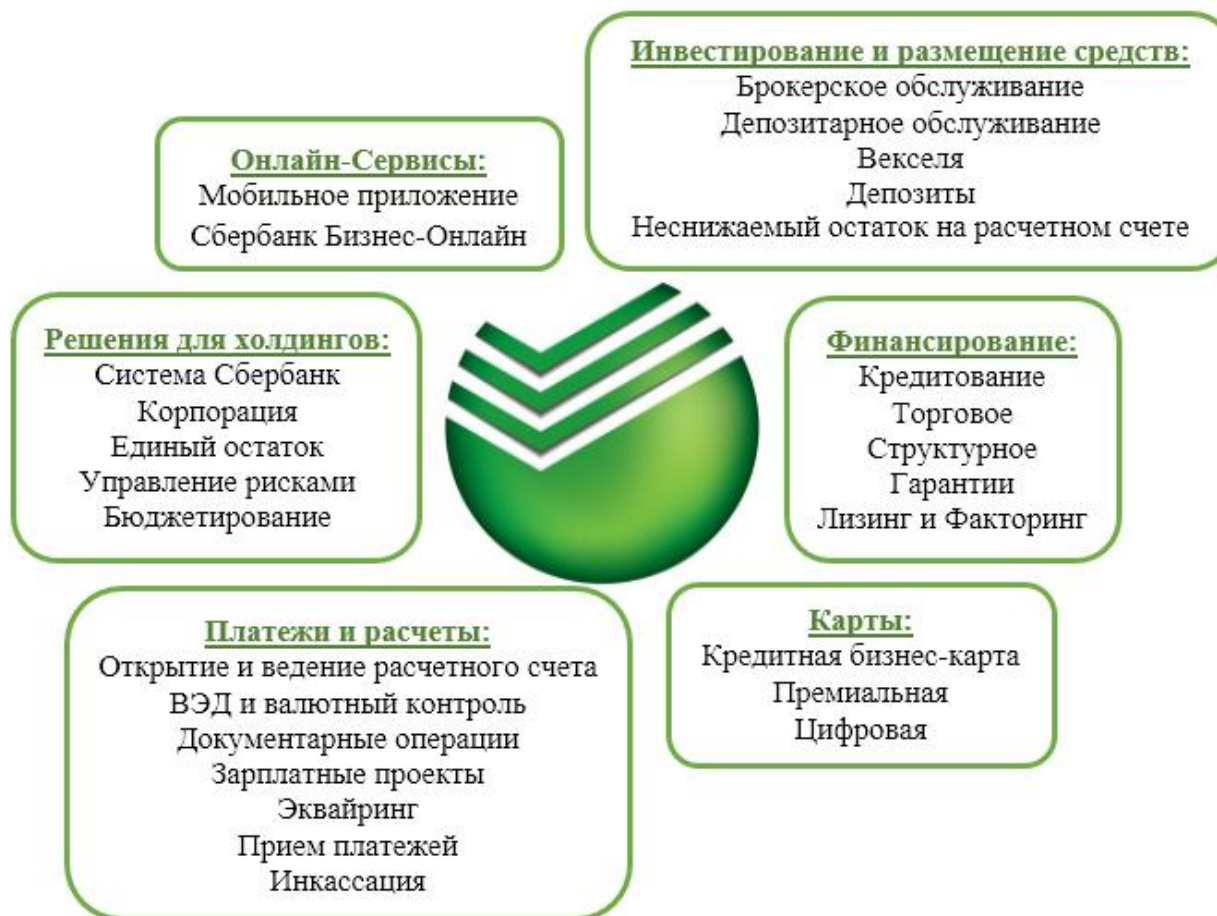 Инвестирование и размещение средств:
Брокерское обслуживание
Депозитарное обслуживание
Векселя
Депозиты
Неснижаемый остаток на расчетном счете
Онлайн-Сервисы:
Мобильное приложение
Сбербанк Бизнес-Онлайн
Решения для холдингов:
Система Сбербанк
Корпорация
Единый остаток
Управление рисками
Бюджетирование
Финансирование:
Кредитование
Торговое
Структурное
Гарантии
Лизинг и Факторинг
Платежи и расчеты:
Открытие и ведение расчетного счета
ВЭД и валютный контроль
Документарные операции
Зарплатные проекты
Эквайринг
Прием платежей
Инкассация
Карты:
Кредитная бизнес-карта
Премиальная
Цифровая